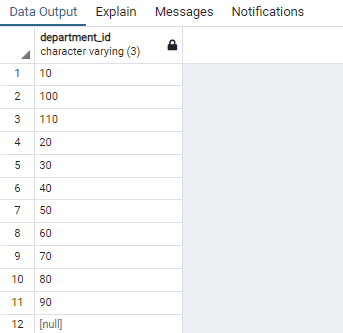 Data Output Explain Messages Notifications
department_id
character varying (3)
1 10
2 100
3 110
4 20
5 30
6 40
7 50
8 60
9 70
10 80
11 90
12 [null]